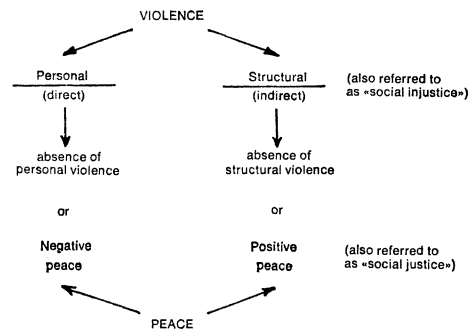 VIOLENCE
Personal
(direct)
Structural
(indirect)
(also referred to
as «social injustice»)
absence of
personal violence
absence of
structural violence
or
or
Negative
peace
Positive
peace
(also referred to
as «social justice»)
PEACE